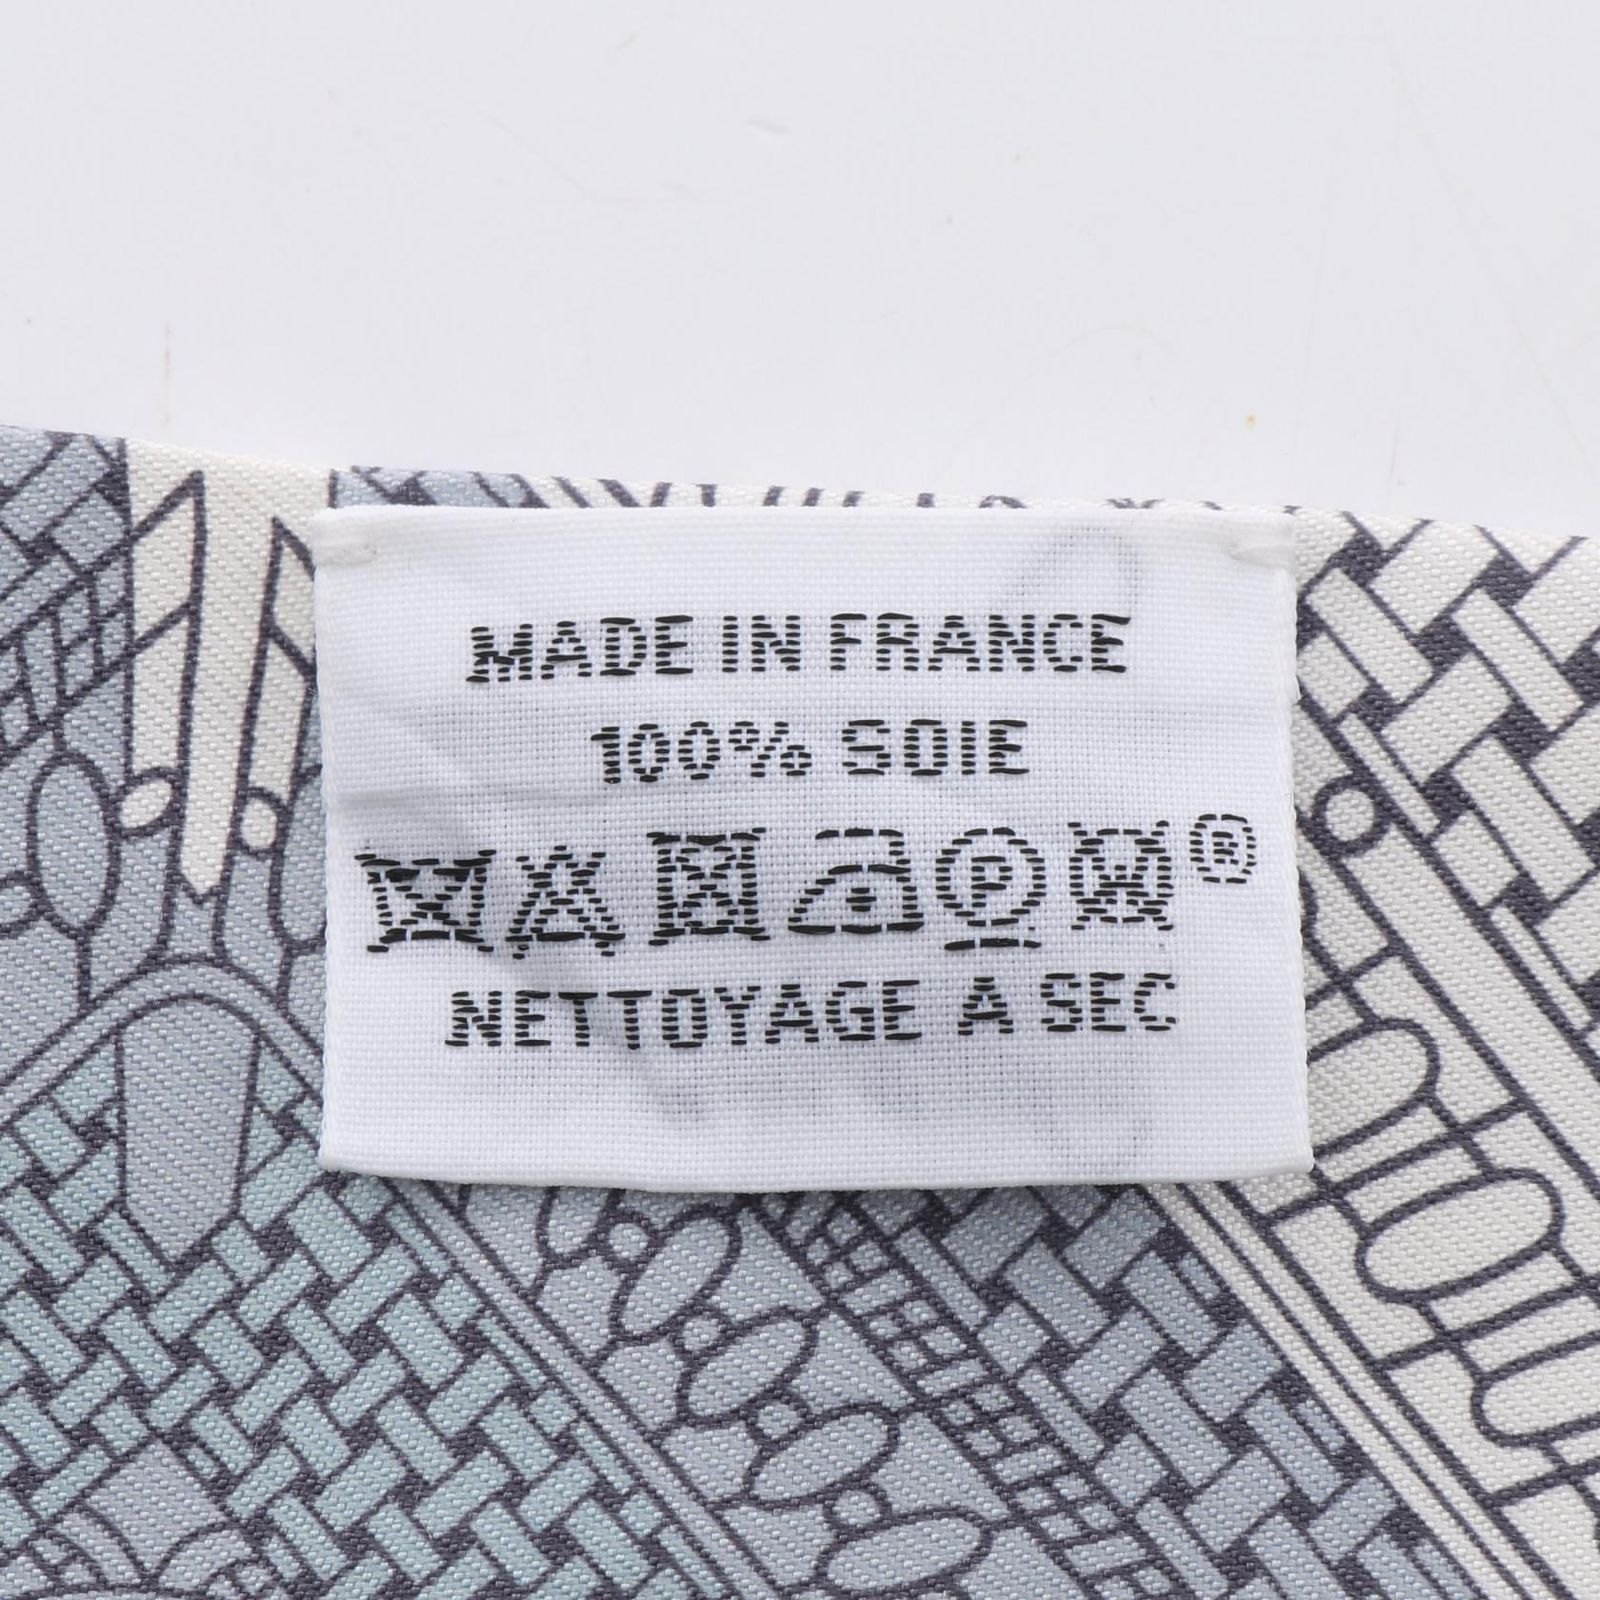 MADE IN FRANCE
100% SOIE
P W ®
NETTOYAGE A SEC